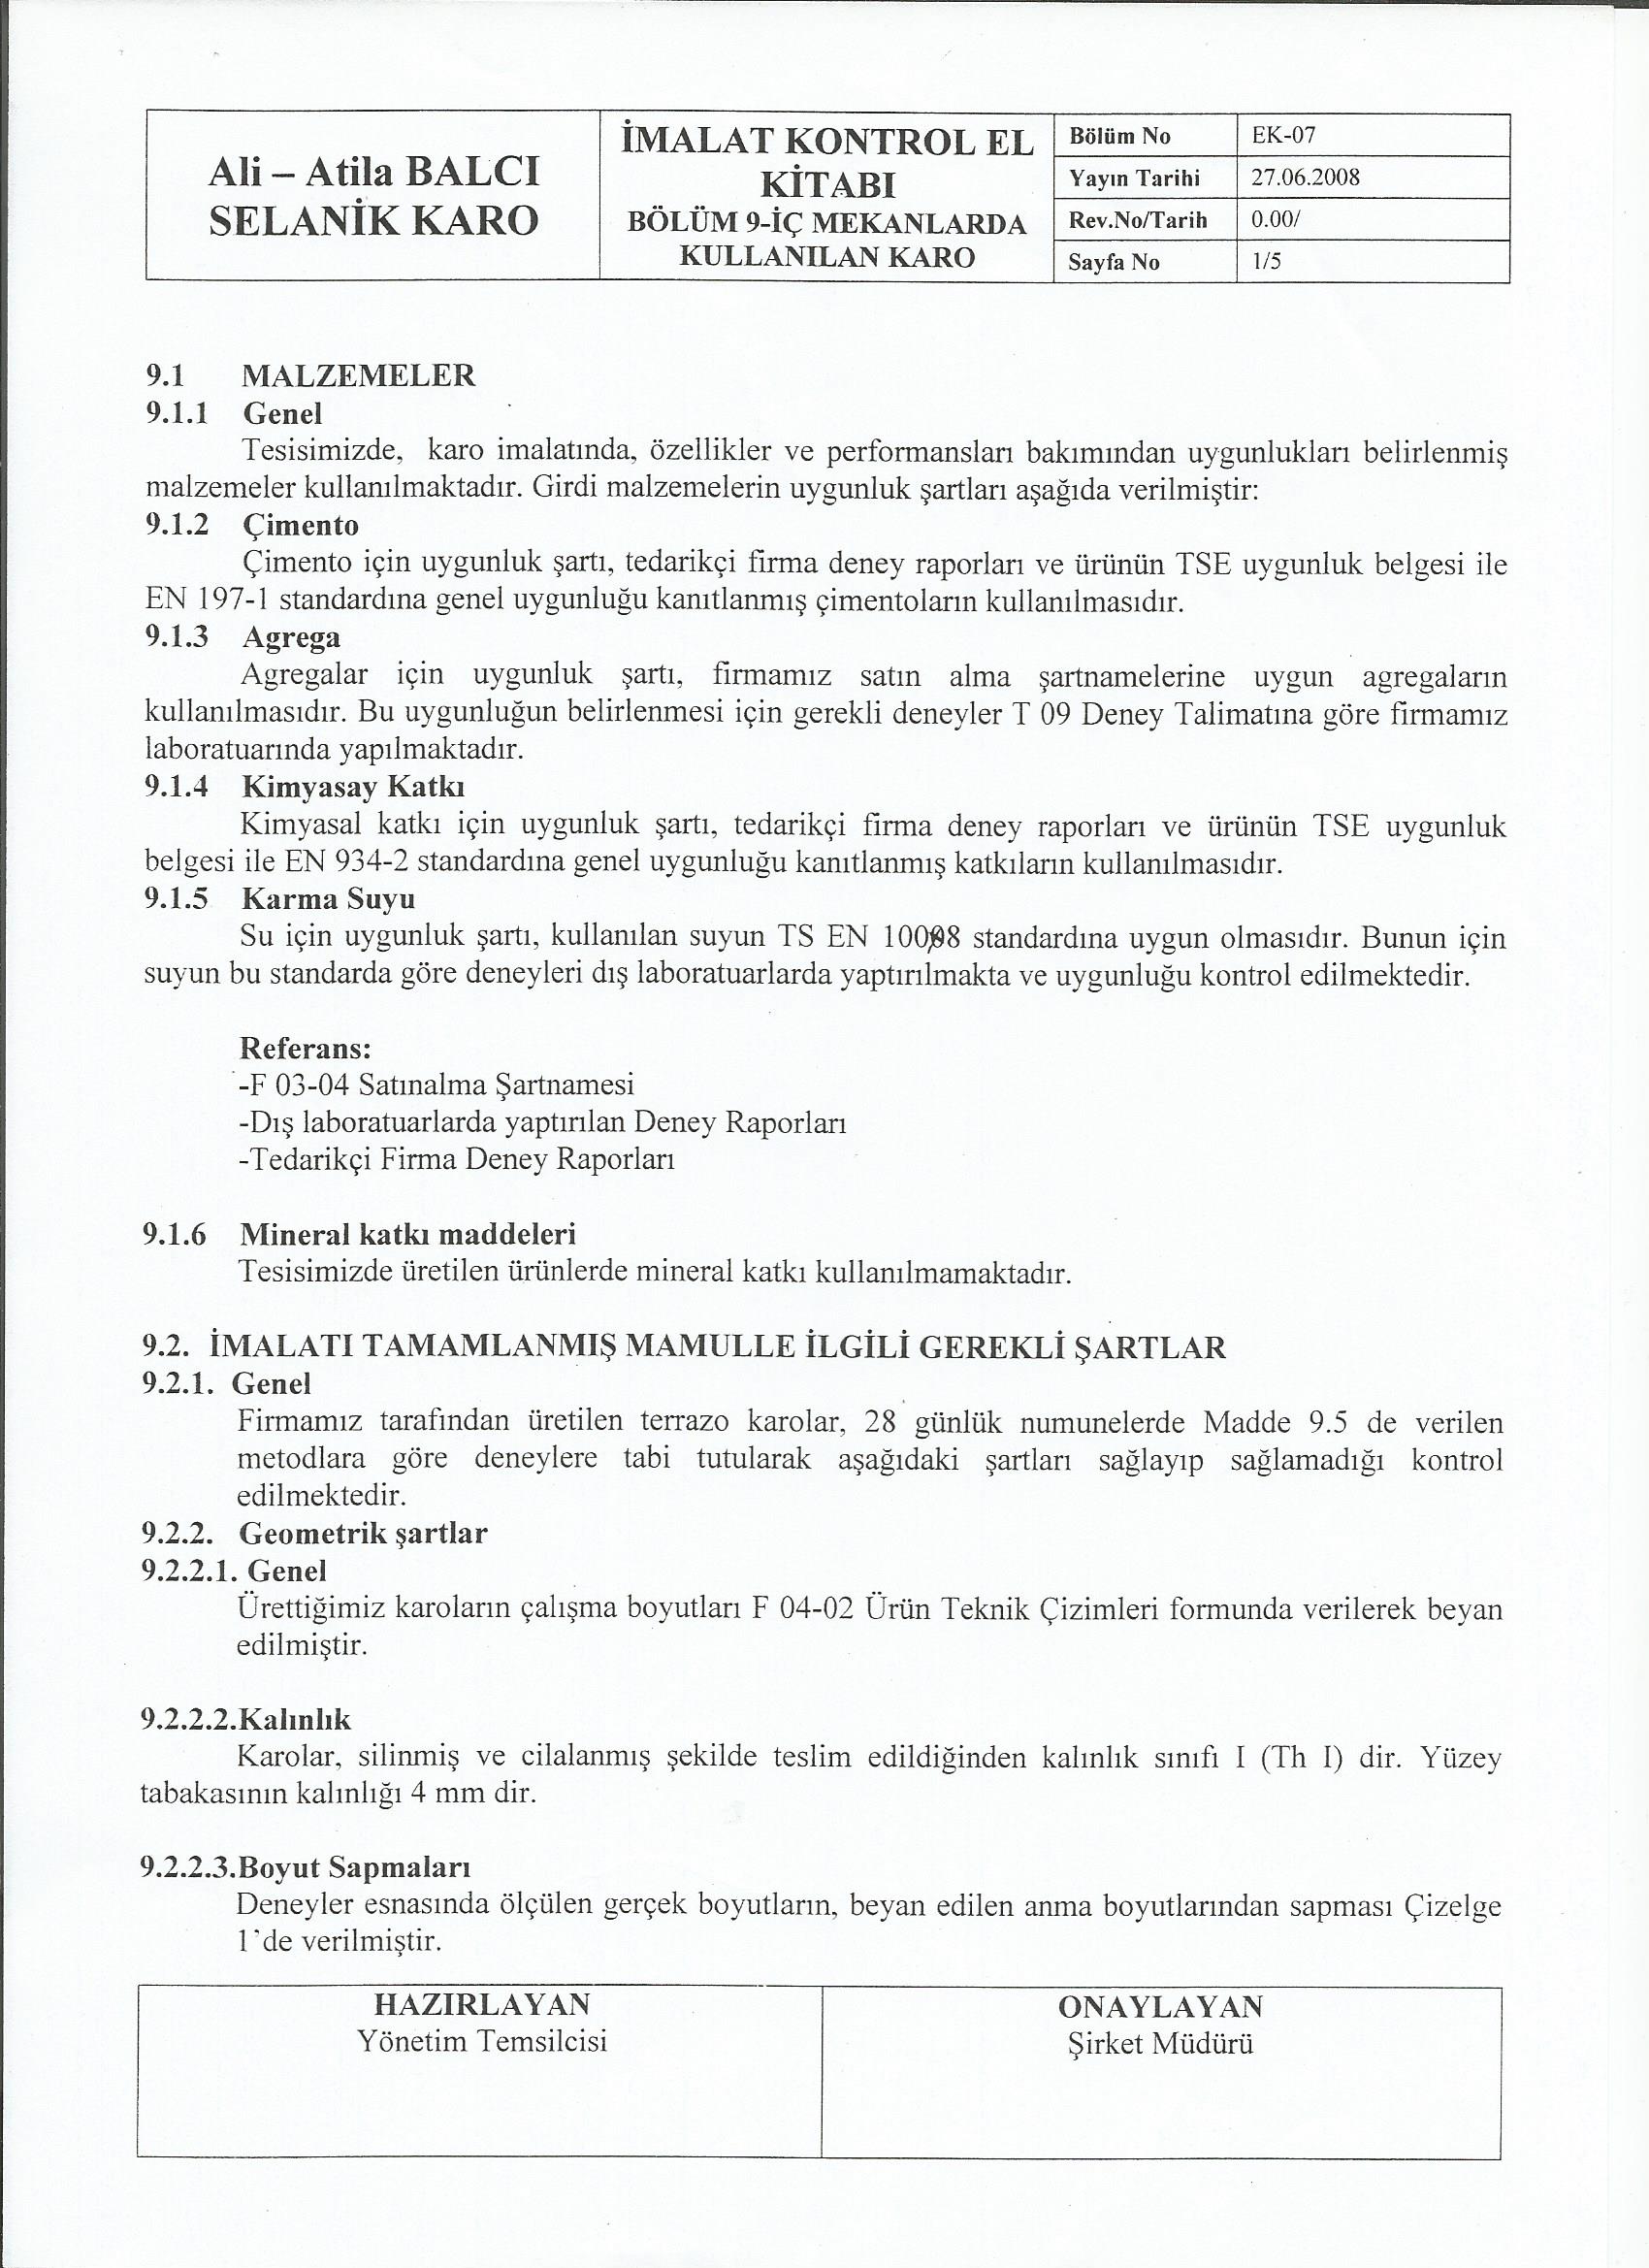 Ali – Atila BALCI
SELANİK KARO
İMALAT KONTROL EL
KİTABI
BÖLÜM 9-İÇ MEKANLARDA
KULLANILAN KARO
Bölüm No EK-07
Yayın Tarihi 27.06.2008
Rev.No/Tarih 0.00/
Sayfa No 1/5
9.1 MALZEMELER
9.1.1 Genel
Tesisimizde, karo imalatında, özellikler ve performansları bakımından uygunlukları belirlenmiş
malzemeler kullanılmaktadır. Girdi malzemelerin uygunluk şartları aşağıda verilmiştir:
9.1.2 Çimento
Çimento için uygunluk şartı, tedarikçi firma deney raporları ve ürünün TSE uygunluk belgesi ile
EN 197-1 standardına genel uygunluğu kanıtlanmış çimentoların kullanılmasıdır.
9.1.3 Agrega
Agregalar için uygunluk şartı, firmamız satın alma şartnamelerine uygun agregaların
kullanılmasıdır. Bu uygunluğun belirlenmesi için gerekli deneyler T 09 Deney Talimatına göre firmamız
laboratuarında yapılmaktadır.
9.1.4 Kimyasay Katkı
Kimyasal katkı için uygunluk şartı, tedarikçi firma deney raporları ve ürünün TSE uygunluk
belgesi ile EN 934-2 standardına genel uygunluğu kanıtlanmış katkıların kullanılmasıdır.
9.1.5 Karma Suyu
Su için uygunluk şartı, kullanılan suyun TS EN standardına uygun olmasıdır. Bunun için
suyun bu standarda göre deneyleri dış laboratuarlarda yaptırılmakta ve uygunluğu kontrol edilmektedir.
Referans:
-F 03-04 Satınalma Şartnamesi
-Dış laboratuarlarda yaptırılan Deney Raporları
-Tedarikçi Firma Deney Raporları
9.1.6 Mineral katkı maddeleri
Tesisimizde üretilen ürünlerde mineral katkı kullanılmamaktadır.
9.2. İMALATI TAMAMLANMIŞ MAMULLE İLGİLİ GEREKLİ ŞARTLAR
9.2.1. Genel
Firmamız tarafından üretilen terrazo karolar, 28 günlük numunelerde Madde 9.5 de verilen
metodlara göre deneylere tabi tutularak aşağıdaki şartları sağlayıp sağlamadığı kontrol
edilmektedir.
9.2.2. Geometrik şartlar
9.2.2.1. Genel
Ürettiğimiz karoların çalışma boyutları F 04-02 Ürün Teknik Çizimleri formunda verilerek beyan
edilmiştir.
9.2.2.2.Kalınlık
Karolar, silinmiş ve cilalanmış şekilde teslim edildiğinden kalınlık sınıfı I (Th I) dir. Yüzey
tabakasının kalınlığı 4 mm dir.
9.2.2.3.Boyut Sapmaları
Deneyler esnasında ölçülen gerçek boyutların, beyan edilen anma boyutlarından sapması Çizelge
1'de verilmiştir.
HAZIRLAYAN
Yönetim Temsilcisi
ONAYLAYAN
Şirket Müdürü